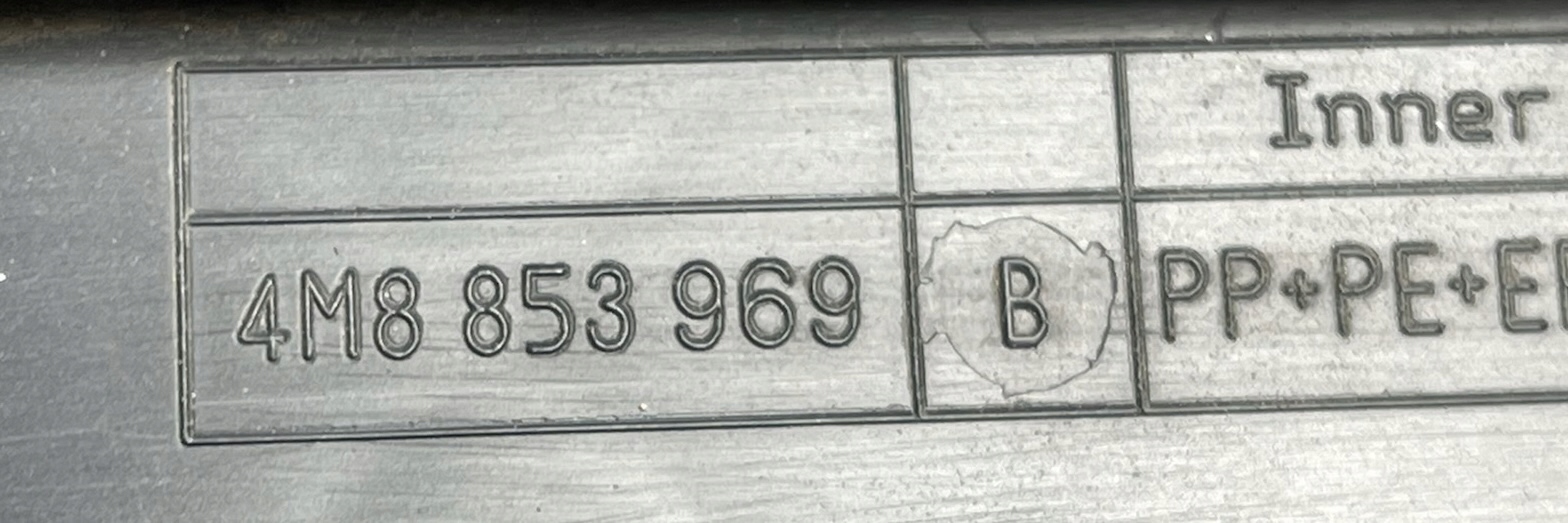 Inner
4M8 853 969 B PP+PE+E